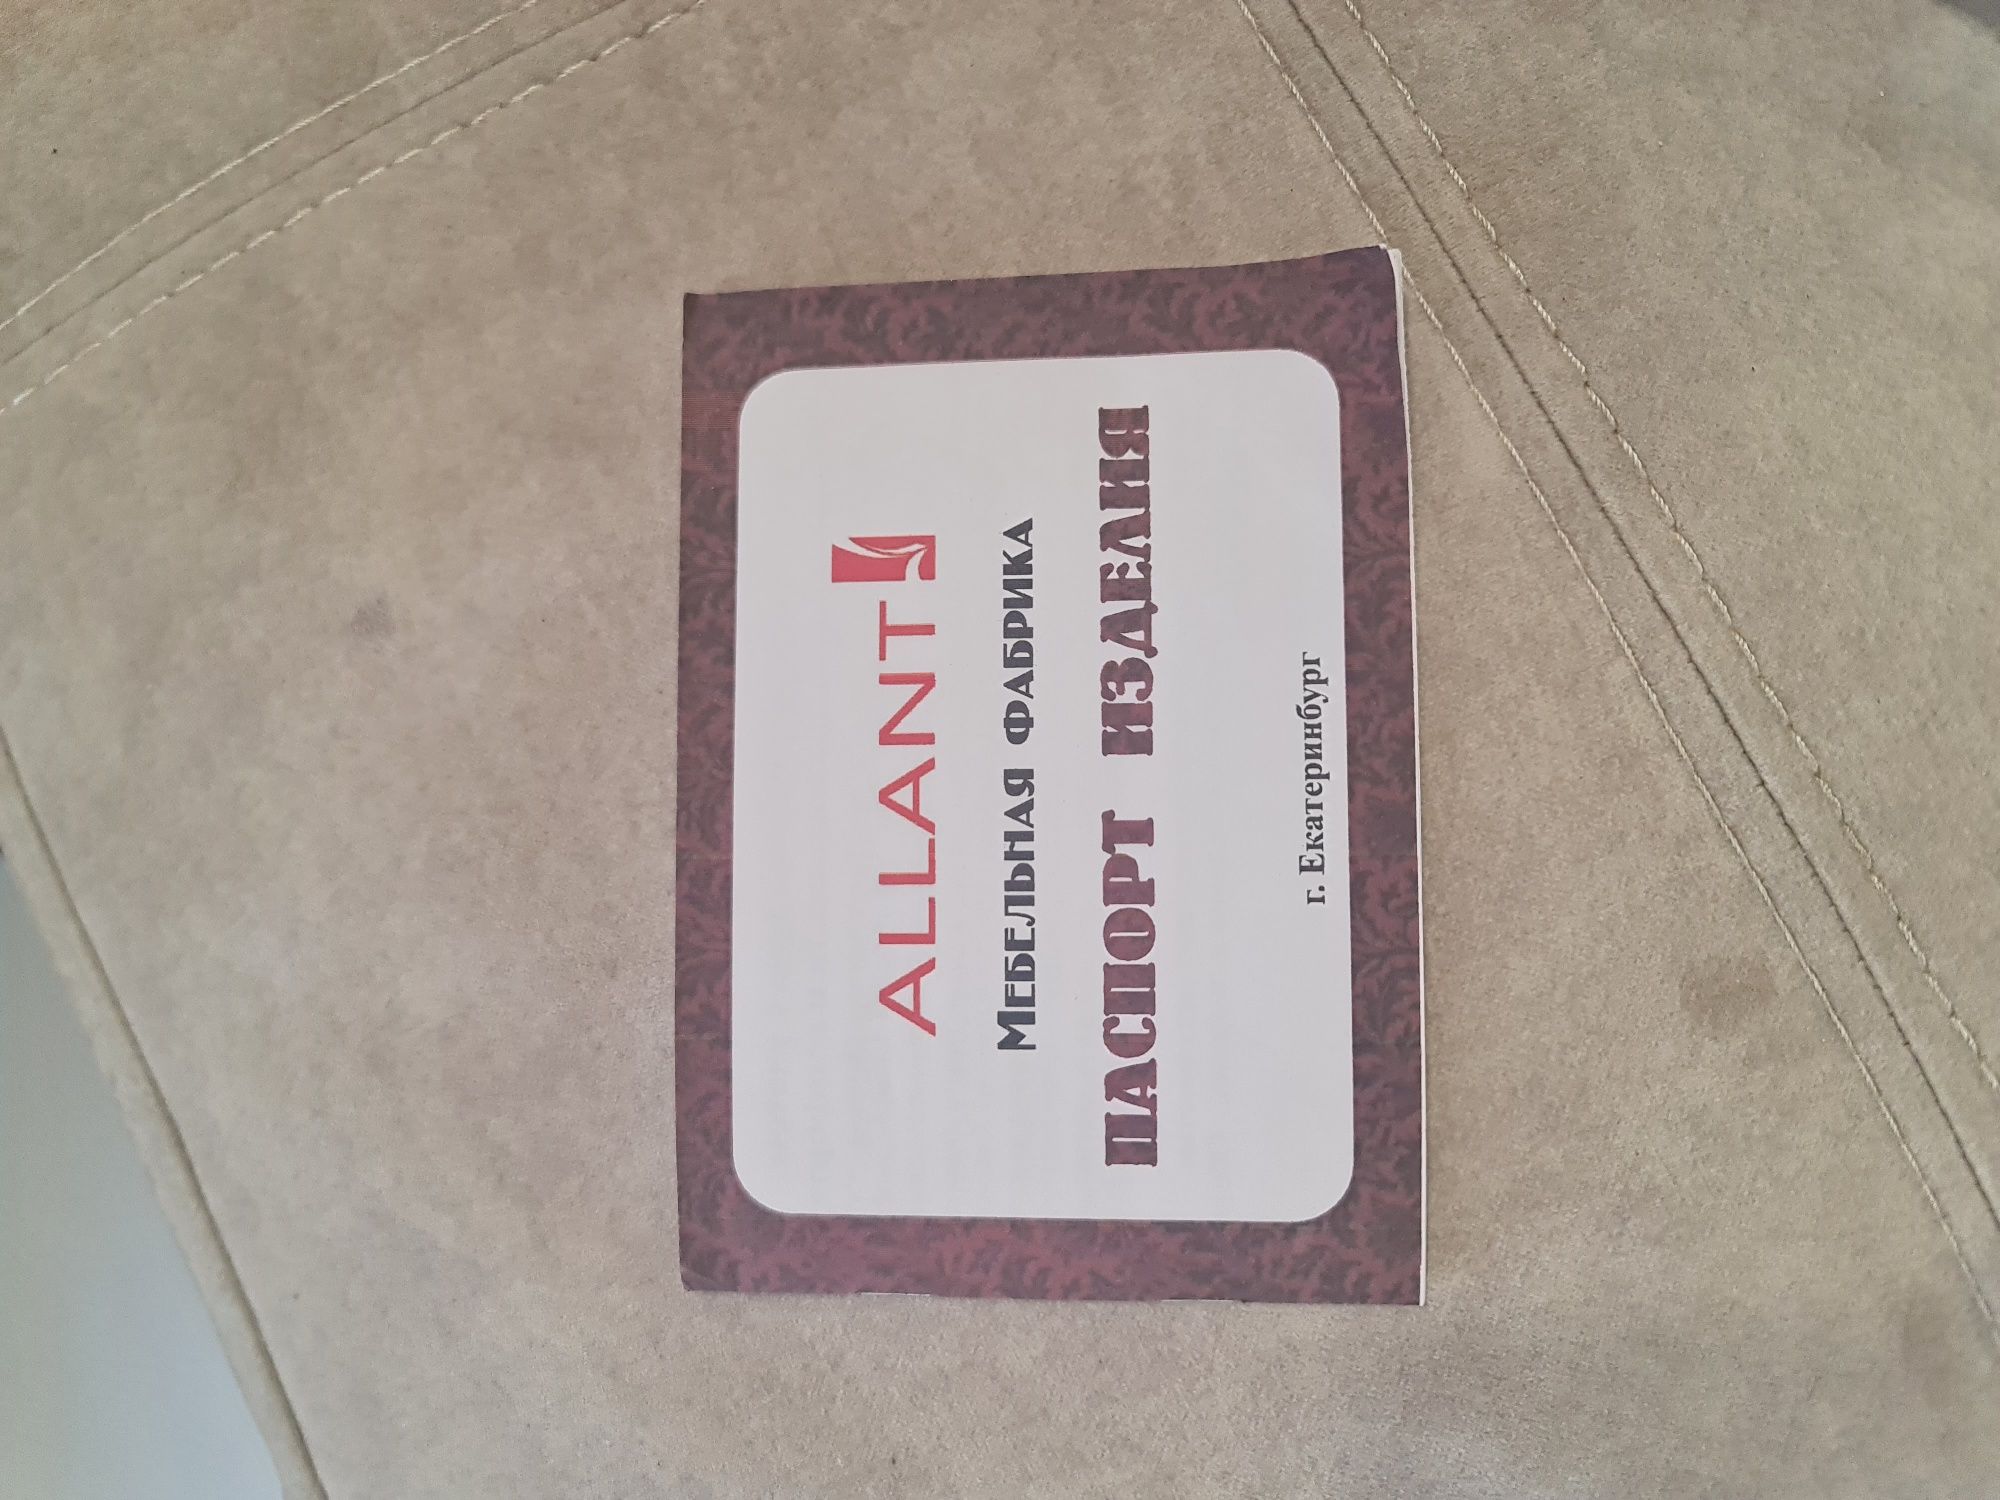 ALLANT
МЕБЕЛЬНАЯ ФАБРИКА
ПАСПОРТ ИЗДЕЛИЯ
г. Екатеринбург